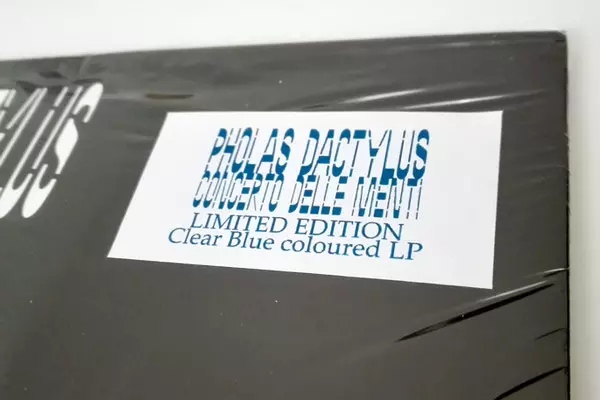 PHOLAS DACTYLUS
CONCERTO DELLE MENTI
LIMITED EDITION
Clear Blue coloured LP